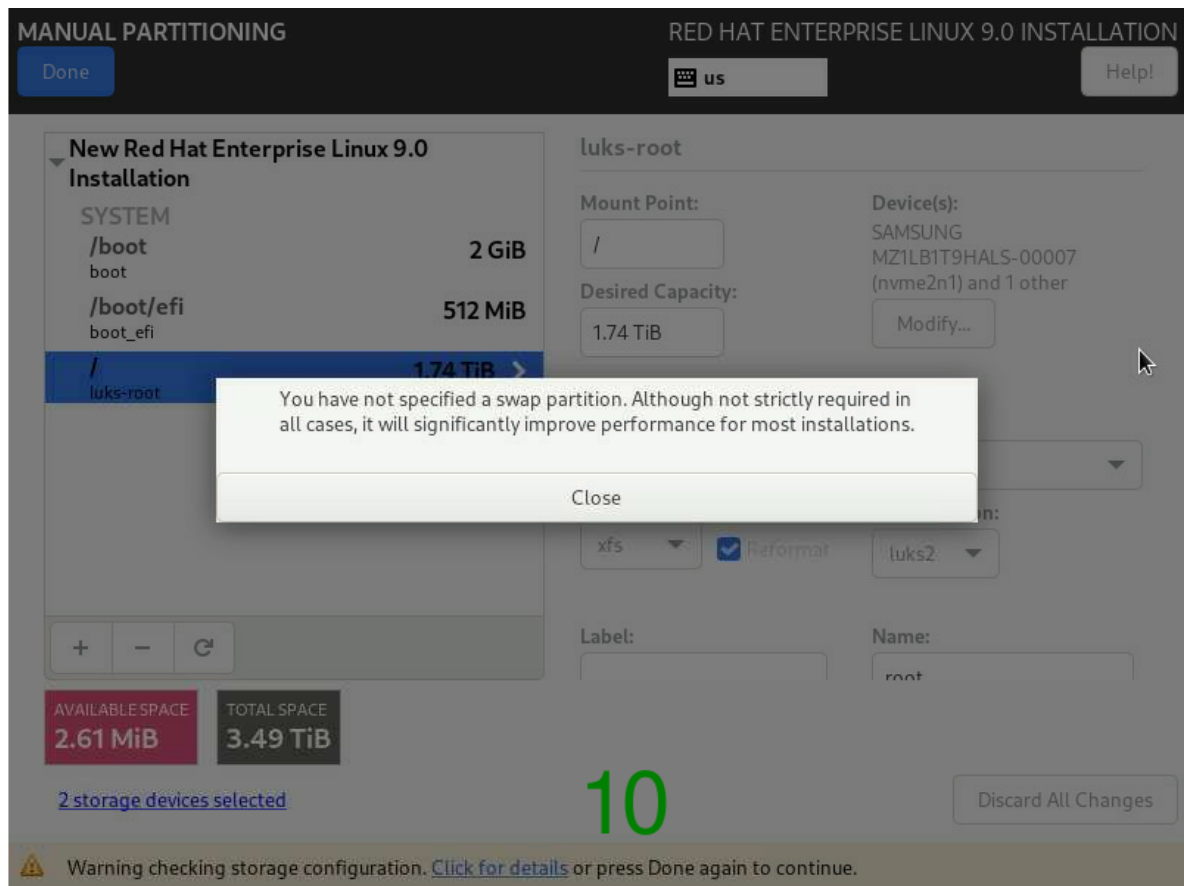 MANUAL PARTITIONING
RED HAT ENTERPRISE LINUX 9.0 INSTALLATION
Done
us
Help!
New Red Hat Enterprise Linux 9.0
Installation
SYSTEM
/boot
2 GiB
boot
/boot/efi
512 MiB
boot_efi
/
1.74 TiB
luks-root
luks-root
Mount Point:
/
Device(s):
SAMSUNG
MZ1LB1T9HALS-00007
(nvme2n1) and 1 other
Desired Capacity:
1.74 TiB
Modify...
You have not specified a swap partition. Although not strictly required in
all cases, it will significantly improve performance for most installations.
Close
xfs
Reformat
luks2
Label:
Name:
root
AVAILABLE SPACE
2.61 MiB
TOTAL SPACE
3.49 TiB
2 storage devices selected
10
Discard All Changes
Warning checking storage configuration. Click for details or press Done again to continue.